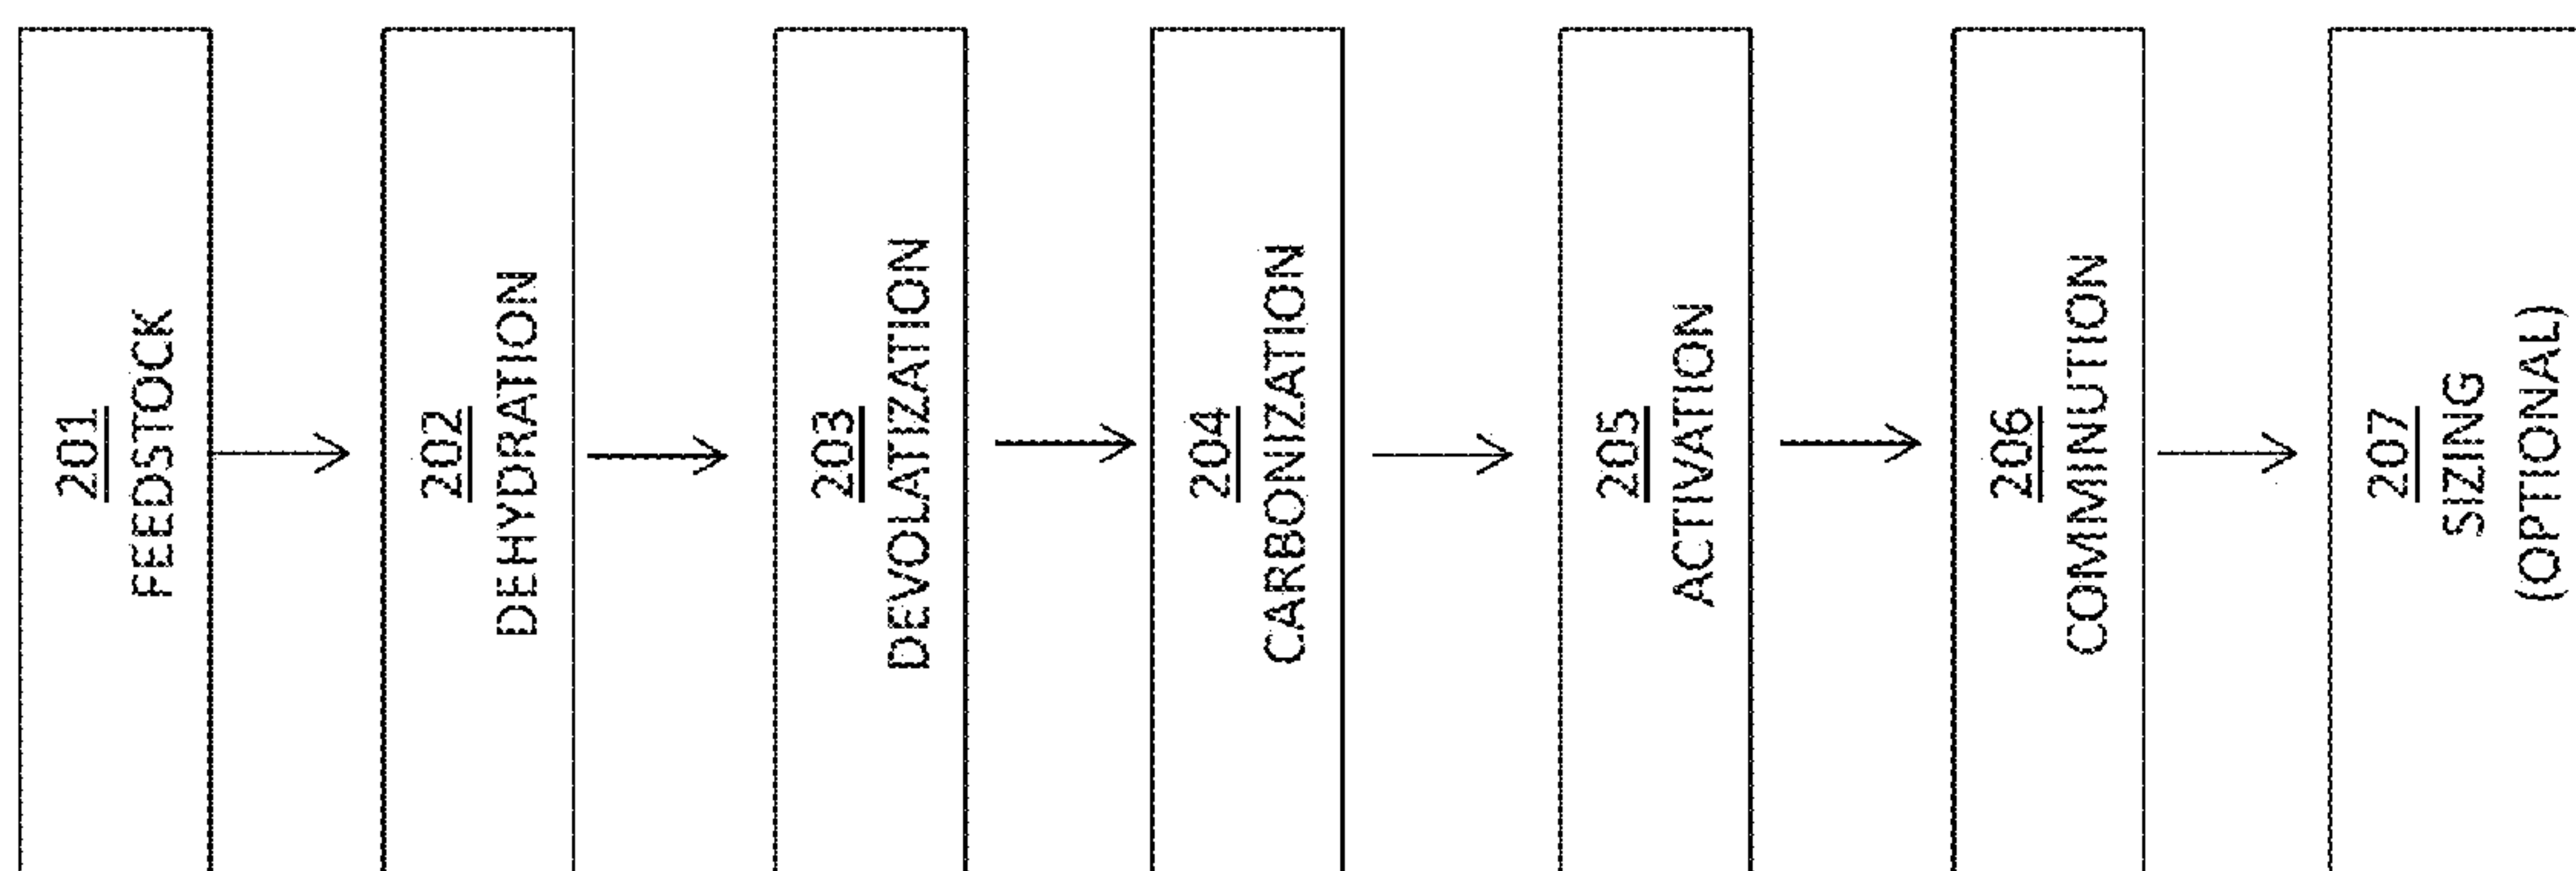 201
FEEDSTOCK
202
DEHYDRATION
203
DEVOLATIZATION
204
CARBONIZATION
205
ACTIVATION
206
COMMINUTION
207
SIZING
(OPTIONAL)